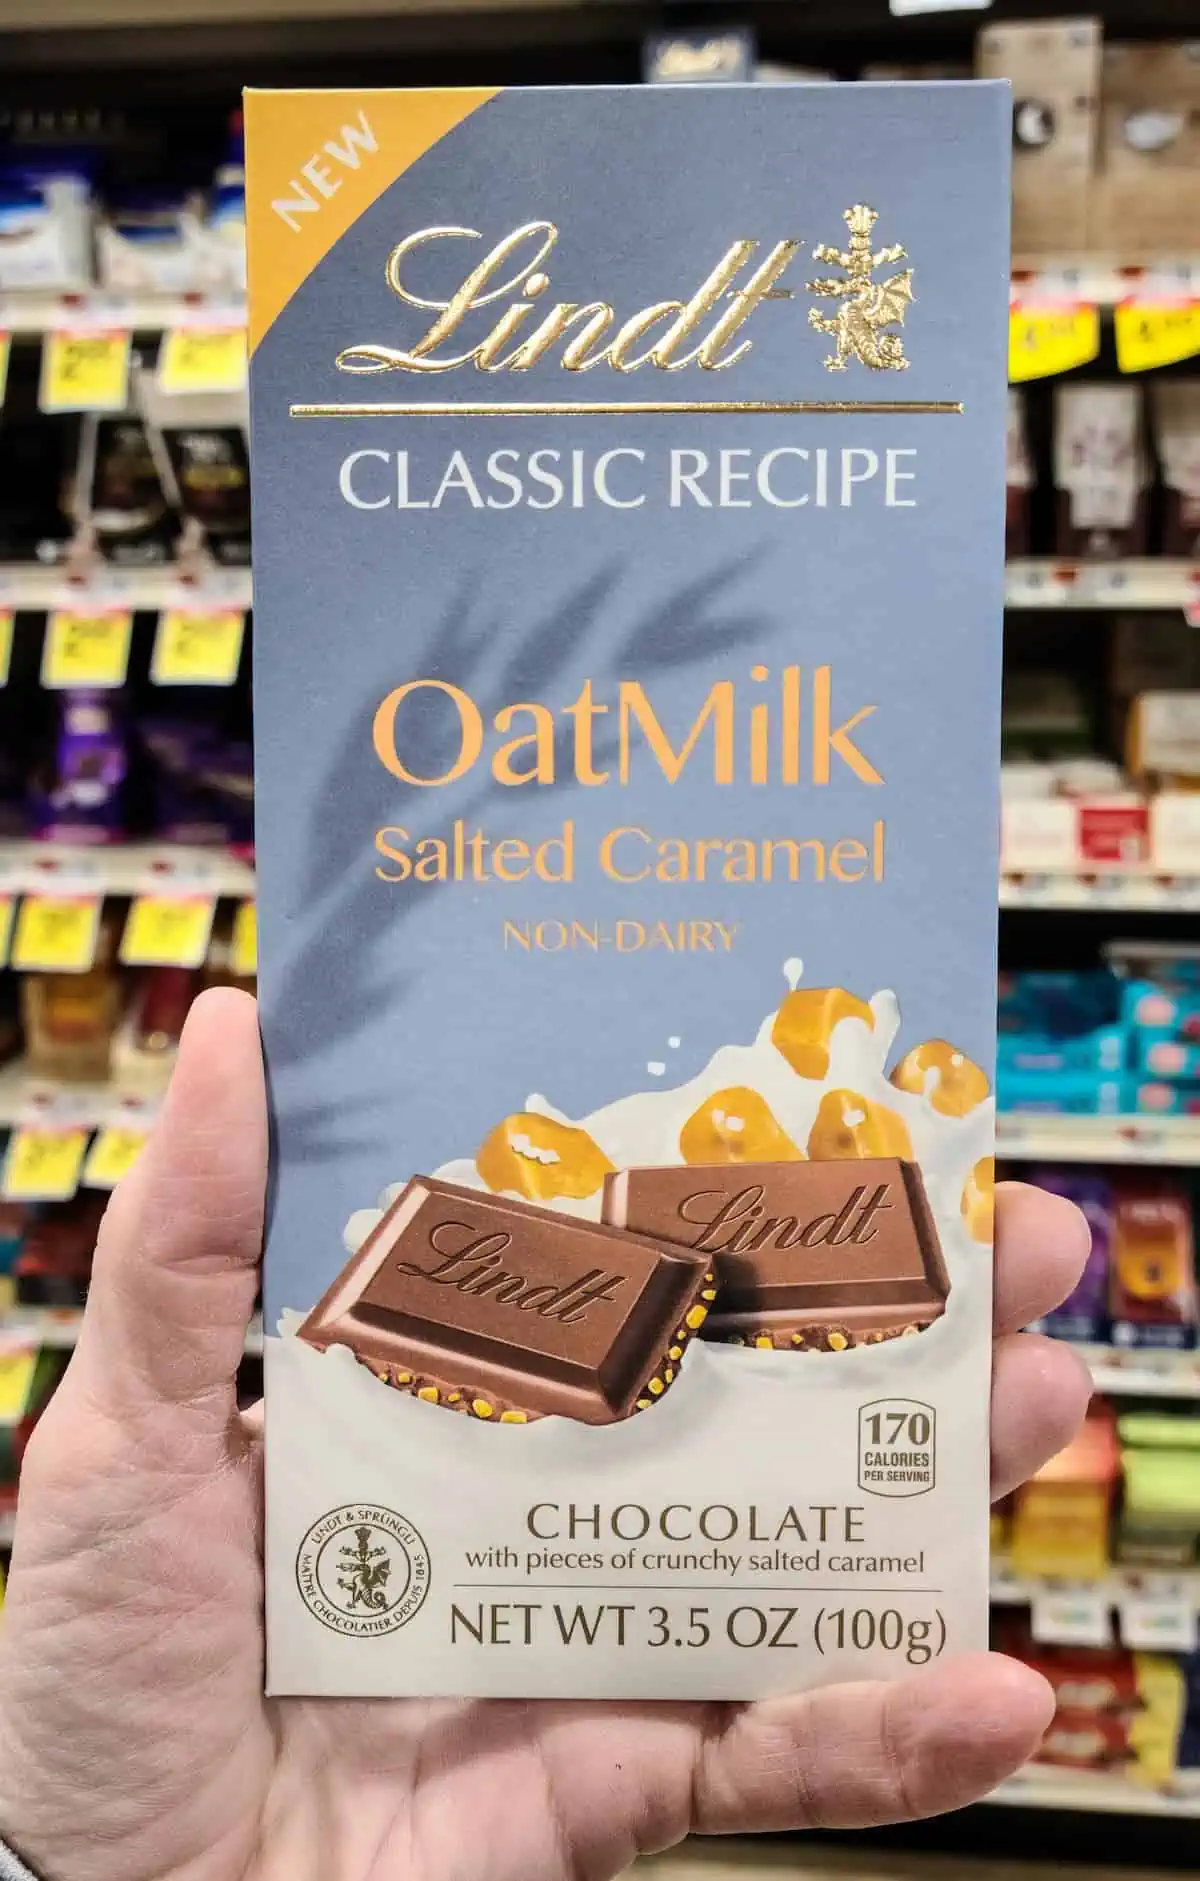 NEW
Lindt
CLASSIC RECIPE
OatMilk
Salted Caramel
NON-DAIRY
Lindt
Lindt
170
CALORIES
PER SERVING
LINDT & SPRÜNGLI
MAÎTRE CHOCOLATIER DEPUIS 1845
CHOCOLATE
with pieces of crunchy salted caramel
NET WT 3.5 OZ (100g)